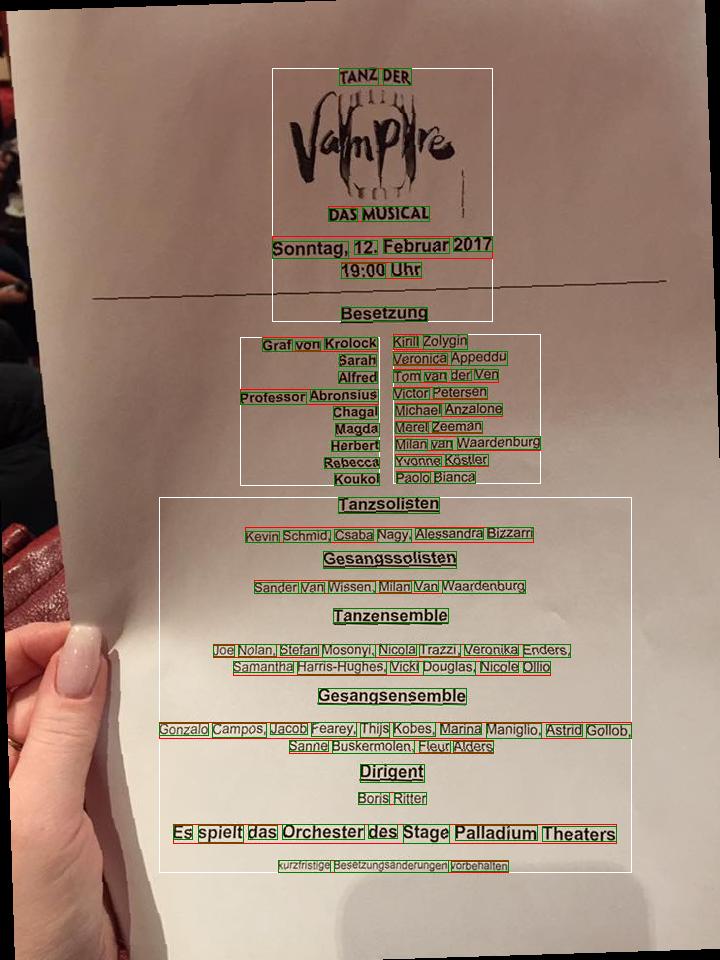 TANZ DER
Vampire
DAS MUSICAL
Sonntag, 12. Februar 2017
19:00 Uhr
Besetzung
Graf von Krolock Kirill Zolygin
Sarah Veronica Appeddu
Alfred Tom van der Ven
Professor Abronsius Victor Petersen
Chagal Michael Anzalone
Magda Merel Zeeman
Herbert Milan van Waardenburg
Rebecca Yvonne Köstler
Koukol Paolo Bianca
Tanzsolisten
Kevin Schmid, Csaba Nagy, Alessandra Bizzarri
Gesangssolisten
Sander Van Wissen, Milan Van Waardenburg
Tanzensemble
Joe Nolan, Stefan Mosonyi, Nicola Trazzi, Veronika Enders,
Samantha Harris-Hughes, Vicki Douglas, Nicole Ollio
Gesangsensemble
Gonzalo Campos, Jacob Fearey, Thijs Kobes, Marina Maniglio, Astrid Gollob,
Sanne Buskermolen, Fleur Alders
Dirigent
Boris Ritter
Es spielt das Orchester des Stage Palladium Theaters
kurzfristige Besetzungsänderungen vorbehalten